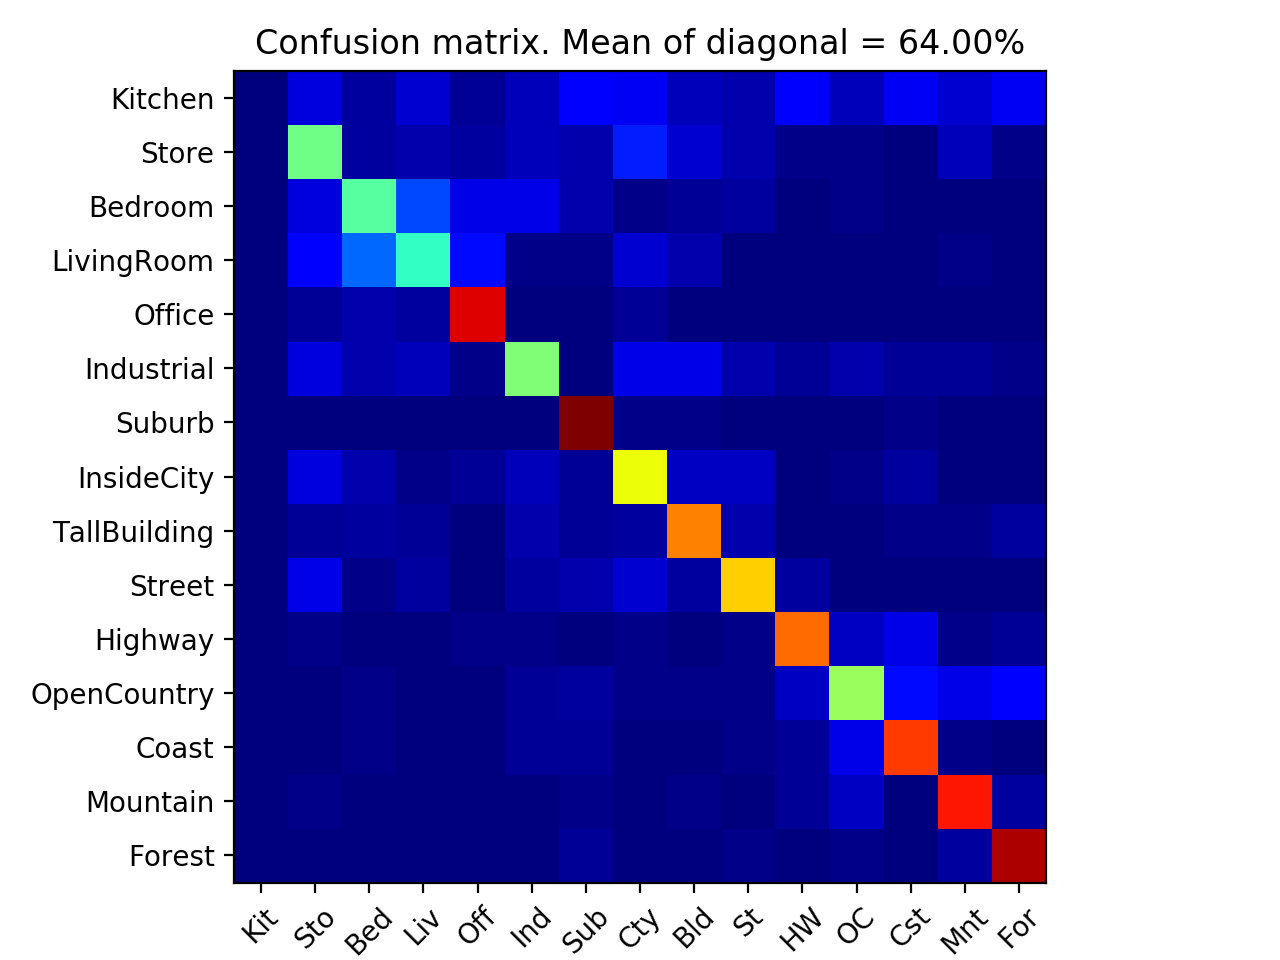 Confusion matrix. Mean of diagonal = 64.00%
Kitchen
Store
Bedroom
LivingRoom
Office
Industrial
Suburb
InsideCity
TallBuilding
Street
Highway
OpenCountry
Coast
Mountain
Forest
Kit Sto Bed Liv Off Ind Sub Cty Bld St HW OC Cst Mnt For